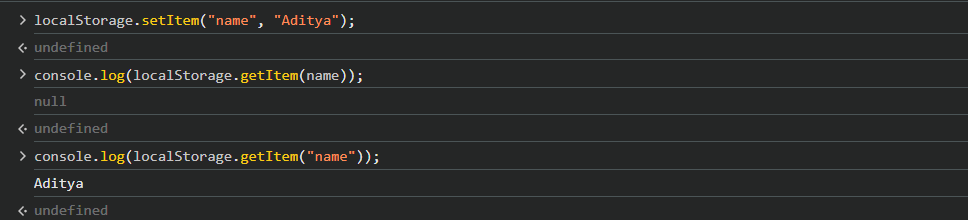 > localStorage.setItem("name", "Aditya");
undefined
> console.log(localStorage.getItem(name));
null
undefined
> console.log(localStorage.getItem("name"));
Aditya
undefined